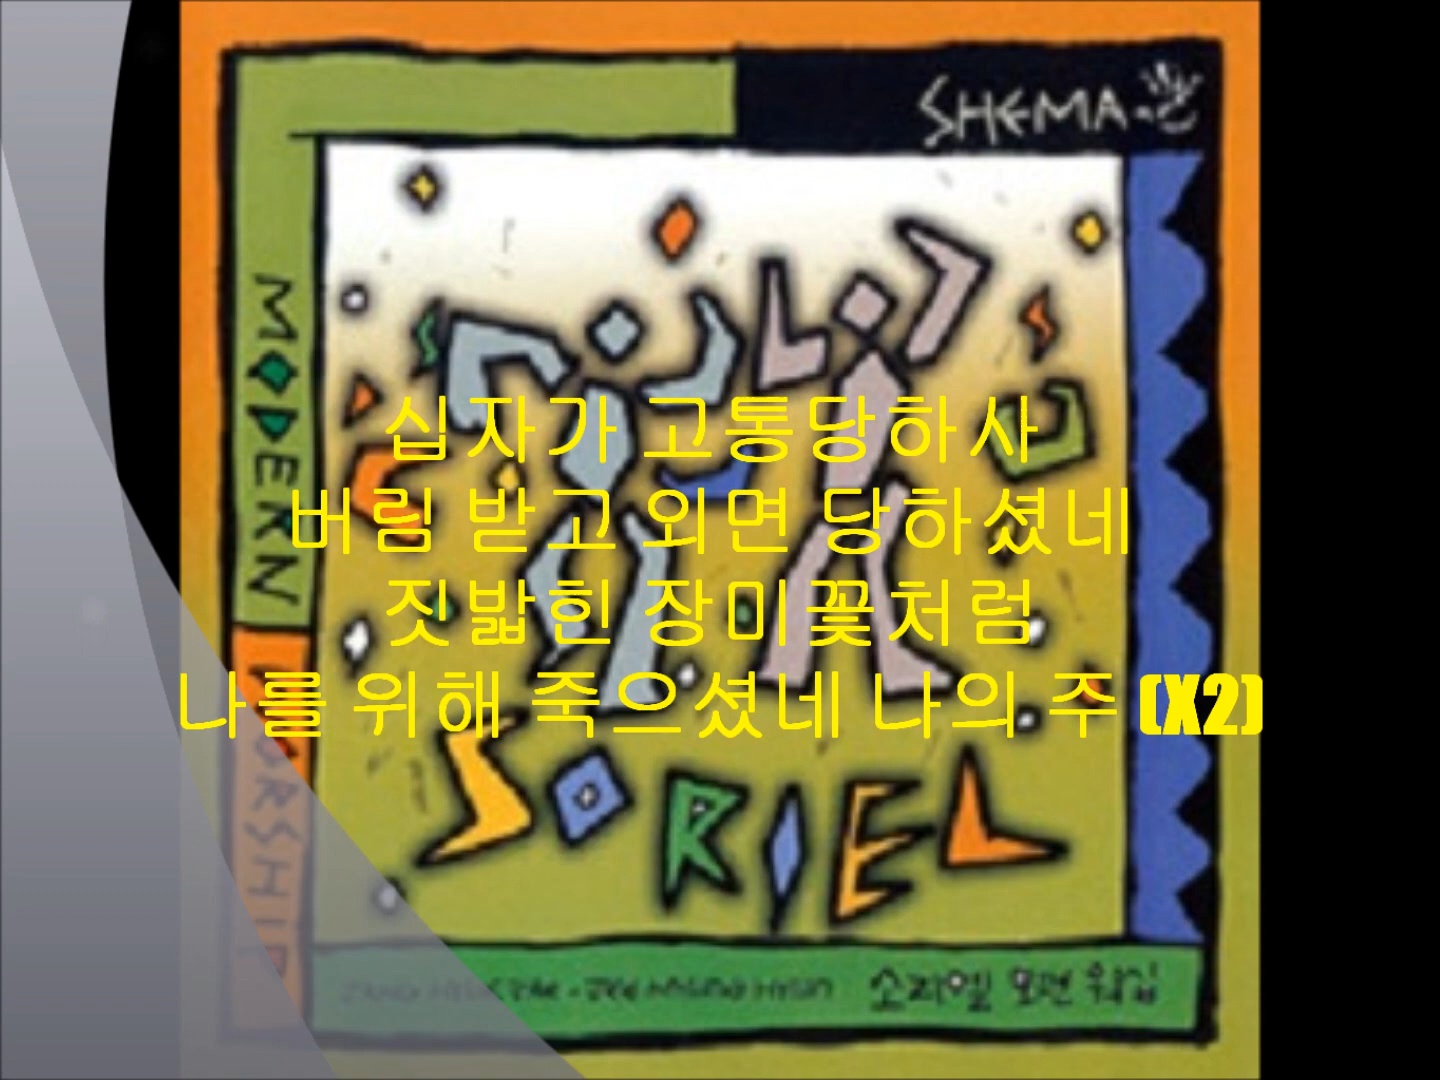 SHEMA
MODERN
WORSHIP
십자가 고통당하사
버림 받고 외면 당하셨네
짓밟힌 장미꽃처럼
나를 위해 죽으셨네 나의 주 (X2)
SORIEL
소리엘 모던 워십